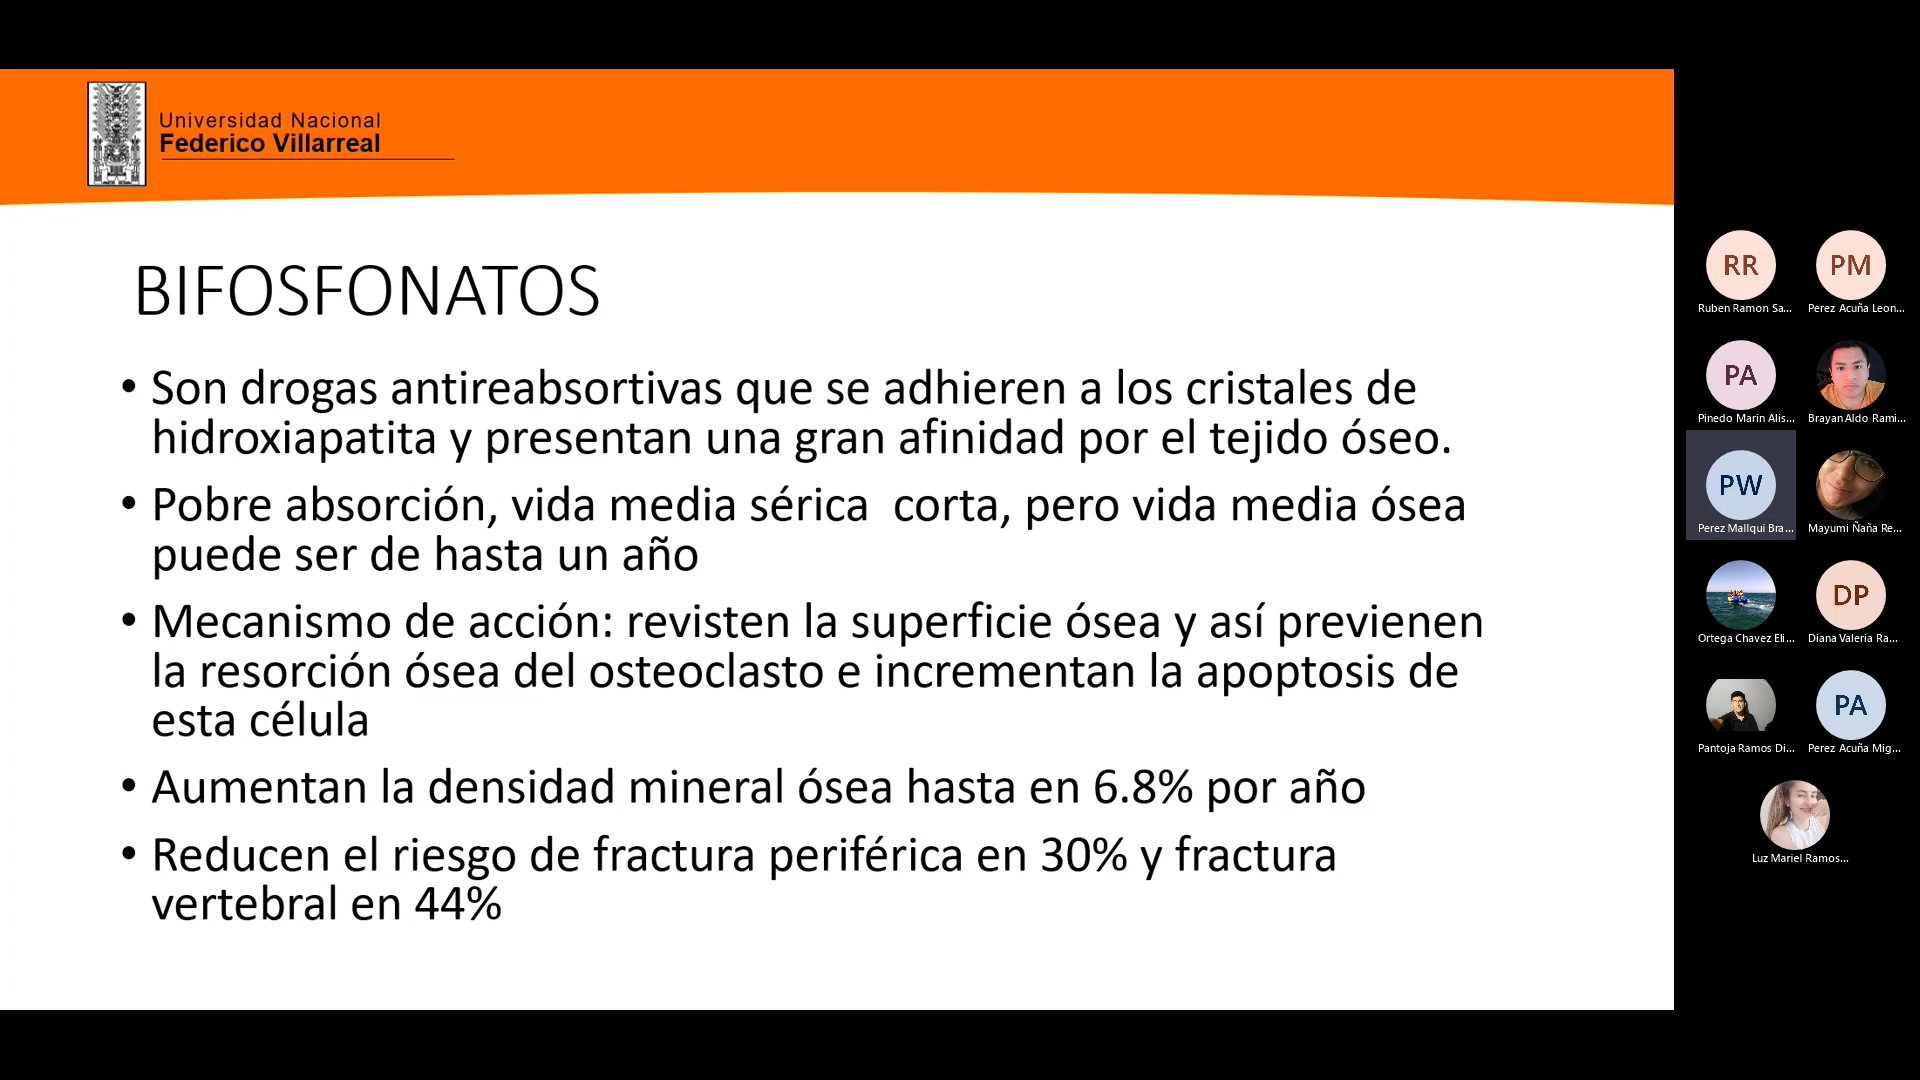 Universidad Nacional
Federico Villarreal
BIFOSFONATOS
• Son drogas antireabsortivas que se adhieren a los cristales de
hidroxiapatita y presentan una gran afinidad por el tejido óseo.
• Pobre absorción, vida media sérica  corta, pero vida media ósea
puede ser de hasta un año
• Mecanismo de acción: revisten la superficie ósea y así previenen
la resorción ósea del osteoclasto e incrementan la apoptosis de
esta célula
• Aumentan la densidad mineral ósea hasta en 6.8% por año
• Reducen el riesgo de fractura periférica en 30% y fractura
vertebral en 44%
RR
PM
Ruben Ramon Sa...
Perez Acuña Leon...
PA
Pinedo Marin Alis...
Brayan Aldo Rami...
PW
Perez Mallqui Bra...
Mayumi Ñaña Re...
DP
Ortega Chavez Eli...
Diana Valeria Ra...
PA
Pantoja Ramos Di...
Perez Acuña Mig...
Luz Mariel Ramos...